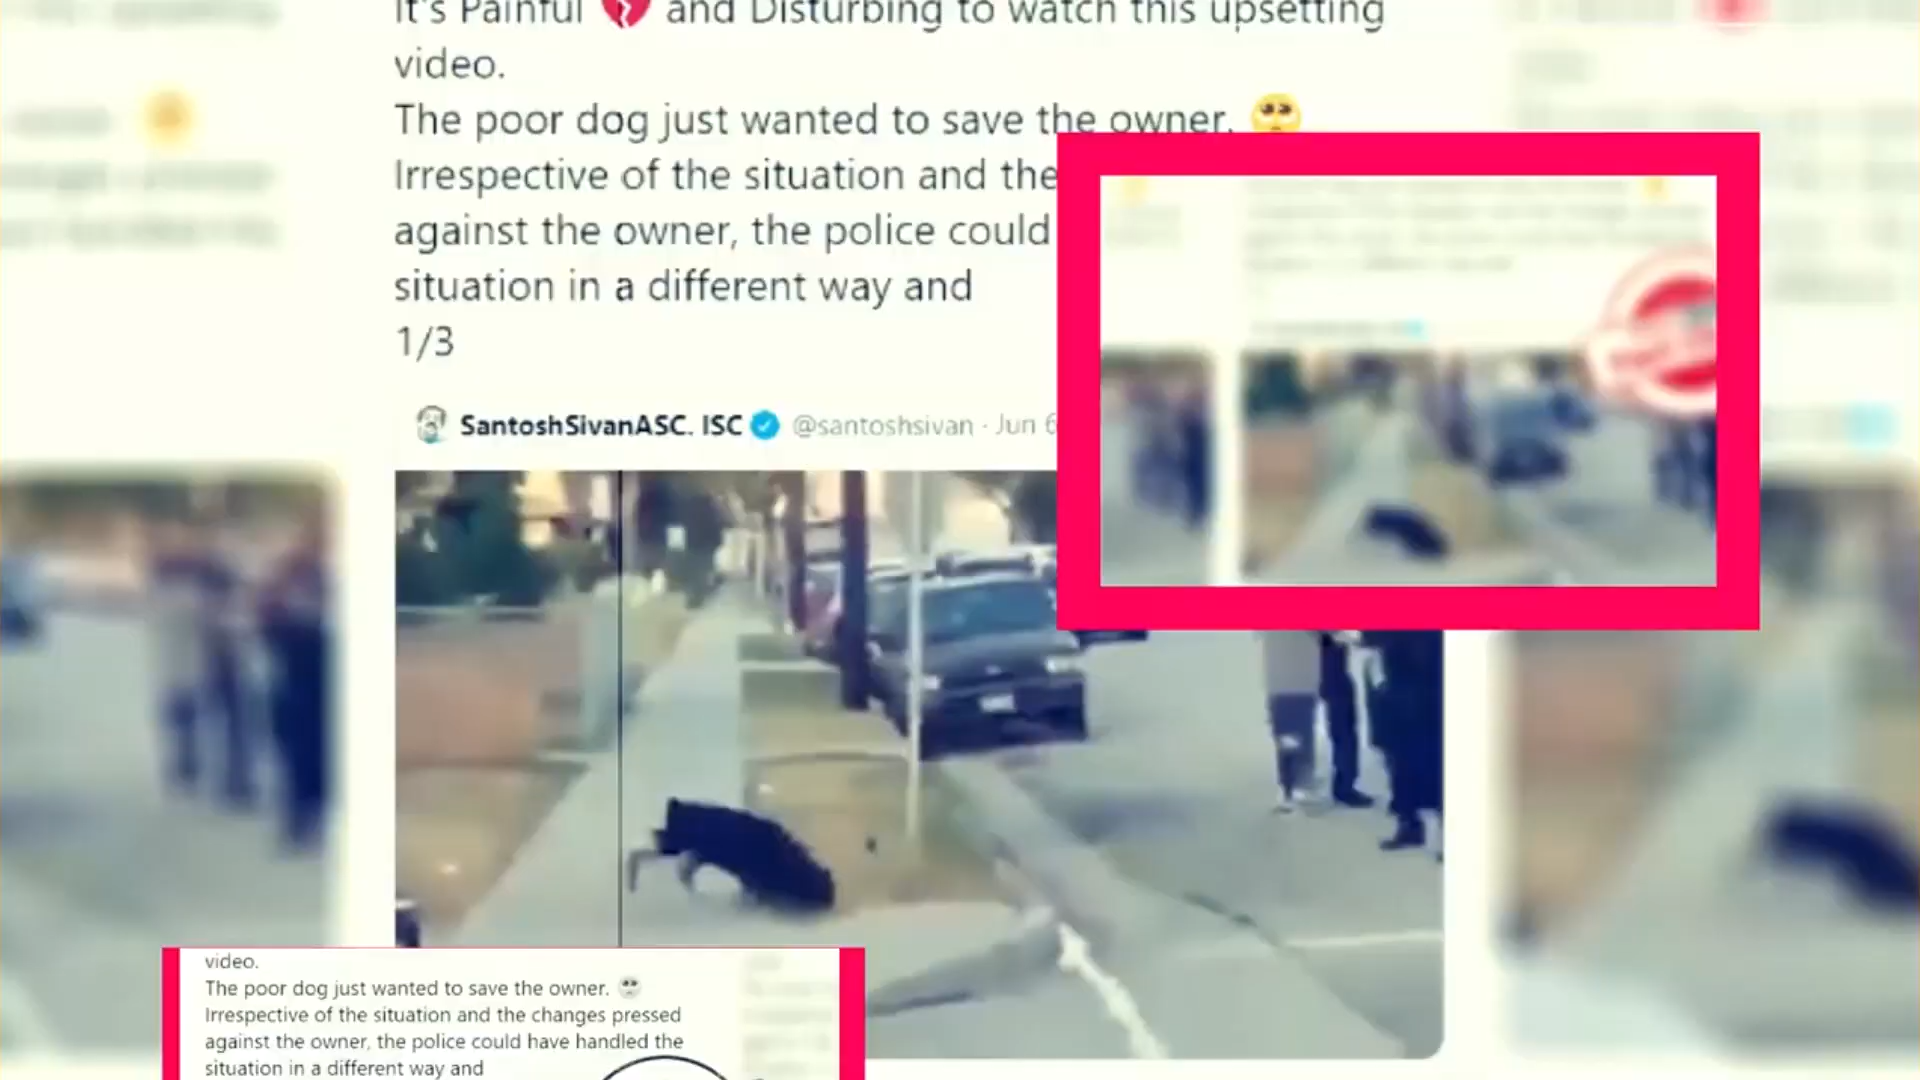 It's Painful 💔 and Disturbing to watch this upsetting
video.
The poor dog just wanted to save the owner. 🥺
Irrespective of the situation and the
against the owner, the police could
situation in a different way and
1/3
SantoshSivanASC. ISC @santoshsivan · Jun 6
video.
The poor dog just wanted to save the owner. 🥺
Irrespective of the situation and the changes pressed
against the owner, the police could have handled the
situation in a different way and